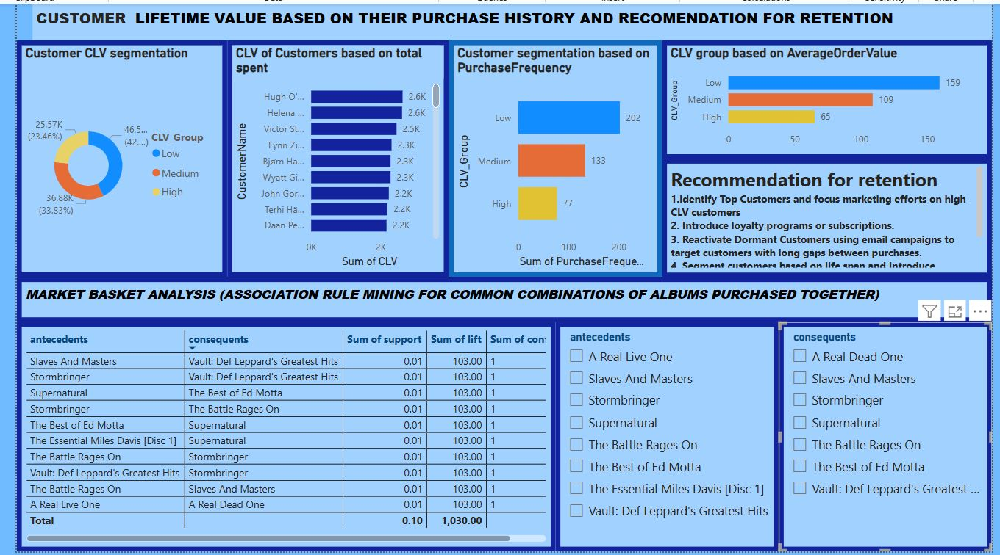 CUSTOMER LIFETIME VALUE BASED ON THEIR PURCHASE HISTORY AND RECOMENDATION FOR RETENTION
Customer CLV segmentation
25.57K
(23.46%)
46.5...
(42....)
36.88K
(33.83%)
CLV_Group
Low
Medium
High
CLV of Customers based on total
spent
CustomerName
Hugh O'... 2.6K
Helena ... 2.6K
Victor St... 2.5K
Fynn Zi... 2.3K
Bjørn Ha... 2.3K
Wyatt Gi... 2.3K
John Gor... 2.2K
Terhi Hä... 2.2K
Daan Pe... 2.2K
0K 2K
Sum of CLV
Customer segmentation based on
PurchaseFrequency
CLV_Group
Low 202
Medium 133
High 77
0 100 200
Sum of PurchaseFreque...
CLV group based on AverageOrderValue
CLV_Group
Low 159
Medium 109
High 65
0 50 100 150
Recommendation for retention
1.Identify Top Customers and focus marketing efforts on high
CLV customers
2. Introduce loyalty programs or subscriptions.
3. Reactivate Dormant Customers using email campaigns to
target customers with long gaps between purchases.
4. Segment customers based on life span and Introduce
MARKET BASKET ANALYSIS (ASSOCIATION RULE MINING FOR COMMON COMBINATIONS OF ALBUMS PURCHASED TOGETHER)
antecedents consequents Sum of support Sum of lift Sum of conf
Slaves And Masters Vault: Def Leppard's Greatest Hits 0.01 103.00 1
Stormbringer Vault: Def Leppard's Greatest Hits 0.01 103.00 1
Supernatural The Best of Ed Motta 0.01 103.00 1
Stormbringer The Battle Rages On 0.01 103.00 1
The Best of Ed Motta Supernatural 0.01 103.00 1
The Essential Miles Davis [Disc 1] Supernatural 0.01 103.00 1
The Battle Rages On Stormbringer 0.01 103.00 1
Vault: Def Leppard's Greatest Hits Stormbringer 0.01 103.00 1
The Battle Rages On Slaves And Masters 0.01 103.00 1
A Real Live One A Real Dead One 0.01 103.00 1
Total 0.10 1,030.00
antecedents
A Real Live One
Slaves And Masters
Stormbringer
Supernatural
The Battle Rages On
The Best of Ed Motta
The Essential Miles Davis [Disc 1]
Vault: Def Leppard's Greatest Hits
consequents
A Real Dead One
Slaves And Masters
Stormbringer
Supernatural
The Battle Rages On
The Best of Ed Motta
Vault: Def Leppard's Greatest ...